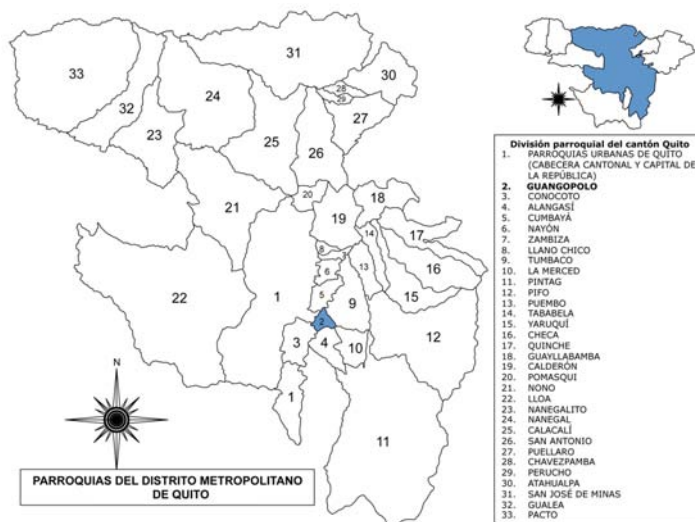 33
31
30
32
24
28
29
23
27
25
26
20
18
21
19
17
14
8
16
6
13
22
1
15
5
9
12
2
3
4
10
1
11
N
PARROQUIAS DEL DISTRITO METROPOLITANO
DE QUITO
División parroquial del cantón Quito
1. PARROQUIAS URBANAS DE QUITO
(CABECERA CANTONAL Y CAPITAL DE
LA REPÚBLICA)
2. GUANGOPOLO
3. CONOCOTO
4. ALANGASÍ
5. CUMBAYÁ
6. NAYÓN
7. ZAMBIZA
8. LLANO CHICO
9. TUMBACO
10. LA MERCED
11. PINTAG
12. PIFO
13. PUEMBO
14. TABABELA
15. YARUQUÍ
16. CHECA
17. QUINCHE
18. GUAYLLABAMBA
19. CALDERÓN
20. POMASQUI
21. NONO
22. LLOA
23. NANEGALITO
24. NANEGAL
25. CALACALÍ
26. SAN ANTONIO
27. PUELLARO
28. CHAVEZPAMBA
29. PERUCHO
30. ATAHUALPA
31. SAN JOSÉ DE MINAS
32. GUALEA
33. PACTO